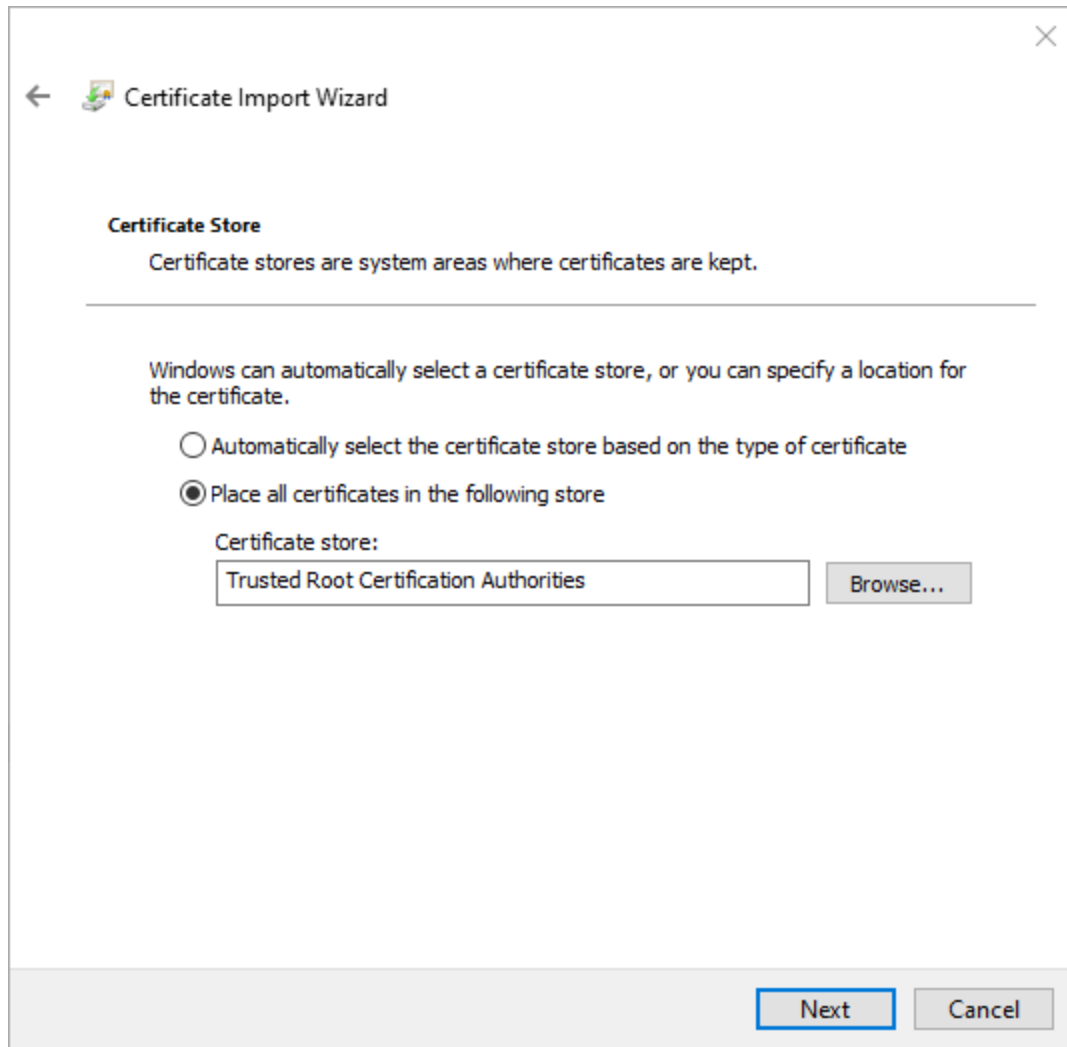 Certificate Import Wizard
Certificate Store
Certificate stores are system areas where certificates are kept.
Windows can automatically select a certificate store, or you can specify a location for
the certificate.
Automatically select the certificate store based on the type of certificate
Place all certificates in the following store
Certificate store:
Trusted Root Certification Authorities
Browse...
Next
Cancel